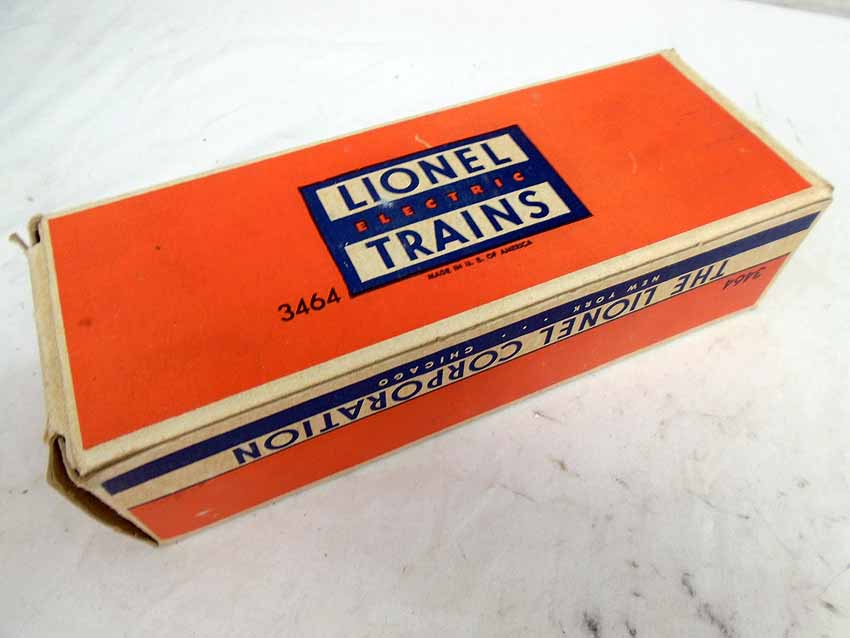 LIONEL
ELECTRIC
TRAINS
MADE IN U. S. OF AMERICA
3464
3464
THE LIONEL CORPORATION
NEW YORK . . . . CHICAGO